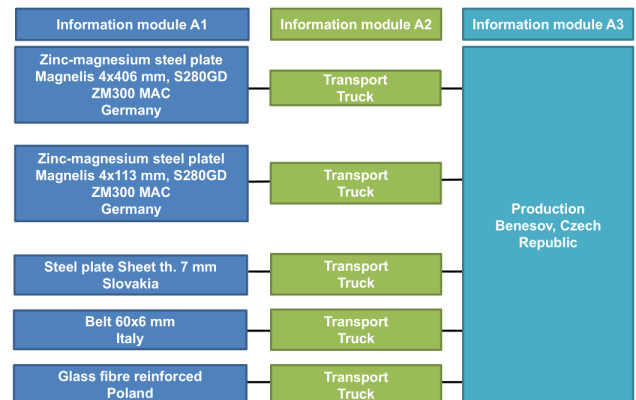 Information module A1
Information module A2
Information module A3
Zinc-magnesium steel plate
Magnelis 4x406 mm, S280GD
ZM300 MAC
Germany
Transport
Truck
Zinc-magnesium steel platel
Magnelis 4x113 mm, S280GD
ZM300 MAC
Germany
Transport
Truck
Production
Benesov, Czech
Republic
Steel plate Sheet th. 7 mm
Slovakia
Transport
Truck
Belt 60x6 mm
Italy
Transport
Truck
Glass fibre reinforced
Poland
Transport
Truck